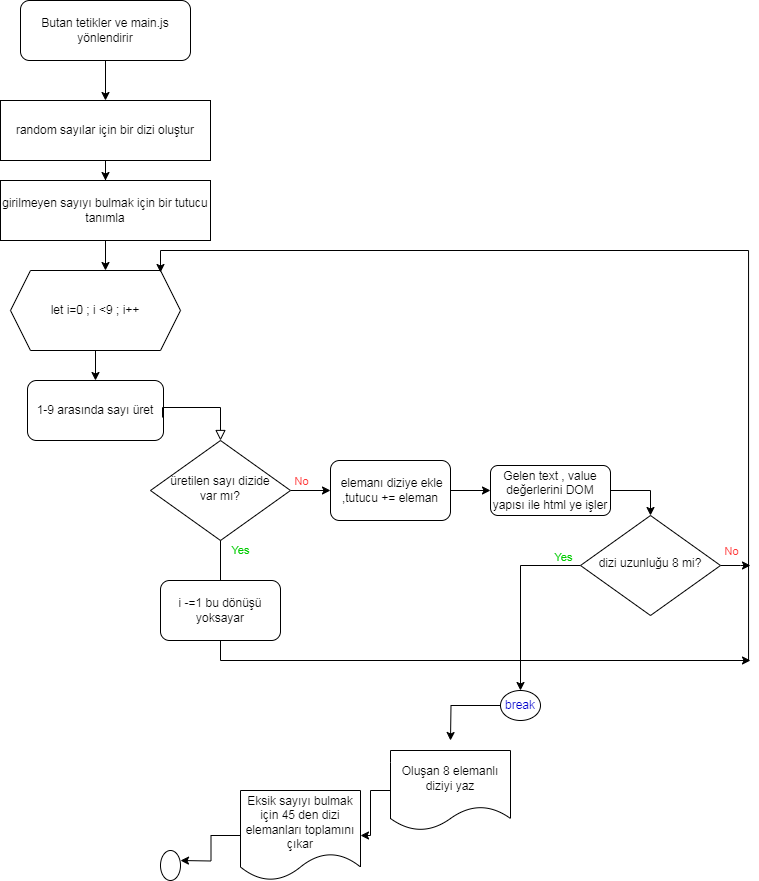 Butan tetikler ve main.js
yönlendirir
random sayılar için bir dizi oluştur
girilmeyen sayıyı bulmak için bir tutucu
tanımla
let i=0 ; i <9 ; i++
1-9 arasında sayı üret
üretilen sayı dizide
var mı?
No
elemanı diziye ekle
,tutucu += eleman
Gelen text , value
değerlerini DOM
yapısı ile html ye işler
Yes
dizi uzunluğu 8 mi?
Yes
No
i -=1 bu dönüşü
yoksayar
break
Oluşan 8 elemanlı
diziyi yaz
Eksik sayıyı bulmak
için 45 den dizi
elemanları toplamını
çıkar